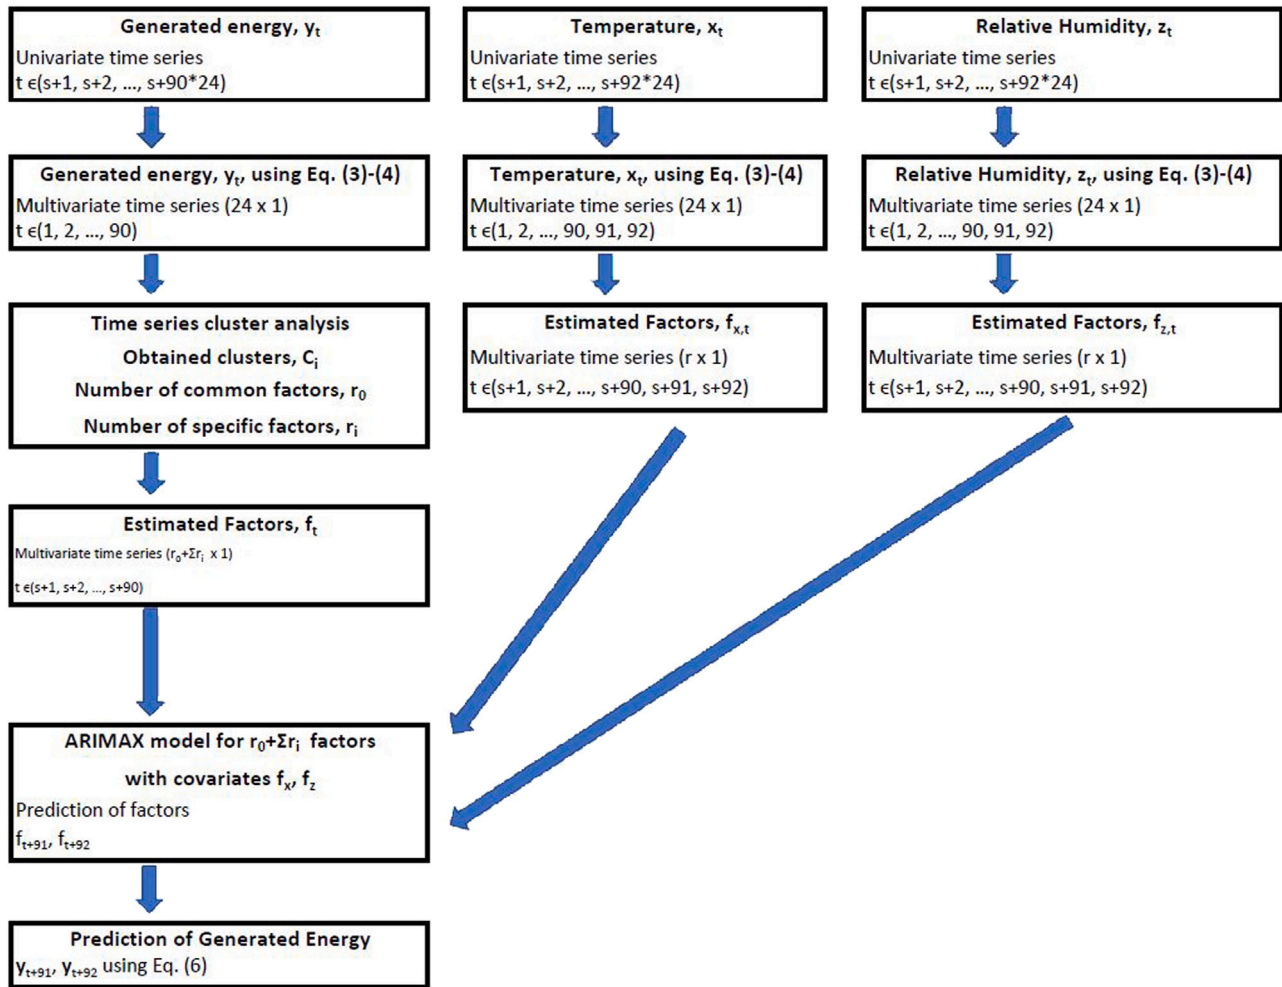 Generated energy, yt
Univariate time series
t ϵ(s+1, s+2, ..., s+90*24)
Temperature, xt
Univariate time series
t ϵ(s+1, s+2, ..., s+92*24)
Relative Humidity, zt
Univariate time series
t ϵ(s+1, s+2, ..., s+92*24)
Generated energy, yt, using Eq. (3)-(4)
Multivariate time series (24 x 1)
t ϵ(1, 2, ..., 90)
Temperature, xt, using Eq. (3)-(4)
Multivariate time series (24 x 1)
t ϵ(1, 2, ..., 90, 91, 92)
Relative Humidity, zt, using Eq. (3)-(4)
Multivariate time series (24 x 1)
t ϵ(1, 2, ..., 90, 91, 92)
Time series cluster analysis
Obtained clusters, Ci
Number of common factors, r0
Number of specific factors, ri
Estimated Factors, fx,t
Multivariate time series (r x 1)
t ϵ(s+1, s+2, ..., s+90, s+91, s+92)
Estimated Factors, fz,t
Multivariate time series (r x 1)
t ϵ(s+1, s+2, ..., s+90, s+91, s+92)
Estimated Factors, ft
Multivariate time series (r0+Σri x 1)
t ϵ(s+1, s+2, ..., s+90)
ARIMAX model for r0+Σri factors
with covariates fx, fz
Prediction of factors
ft+91, ft+92
Prediction of Generated Energy
yt+91, yt+92 using Eq. (6)